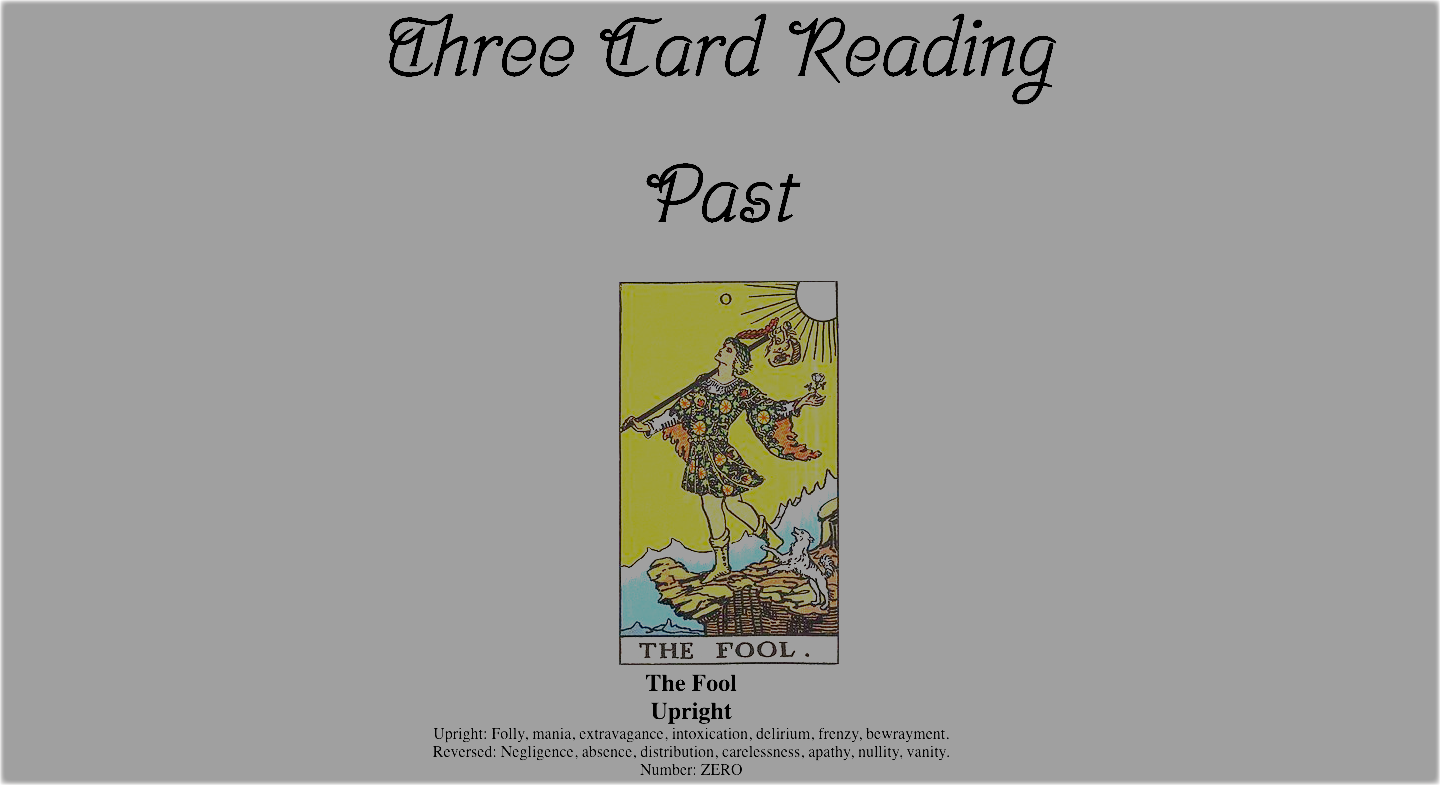 Three Card Reading
Past
0
THE FOOL.
The Fool
Upright
Upright: Folly, mania, extravagance, intoxication, delirium, frenzy, bewrayment.
Reversed: Negligence, absence, distribution, carelessness, apathy, nullity, vanity.
Number: ZERO